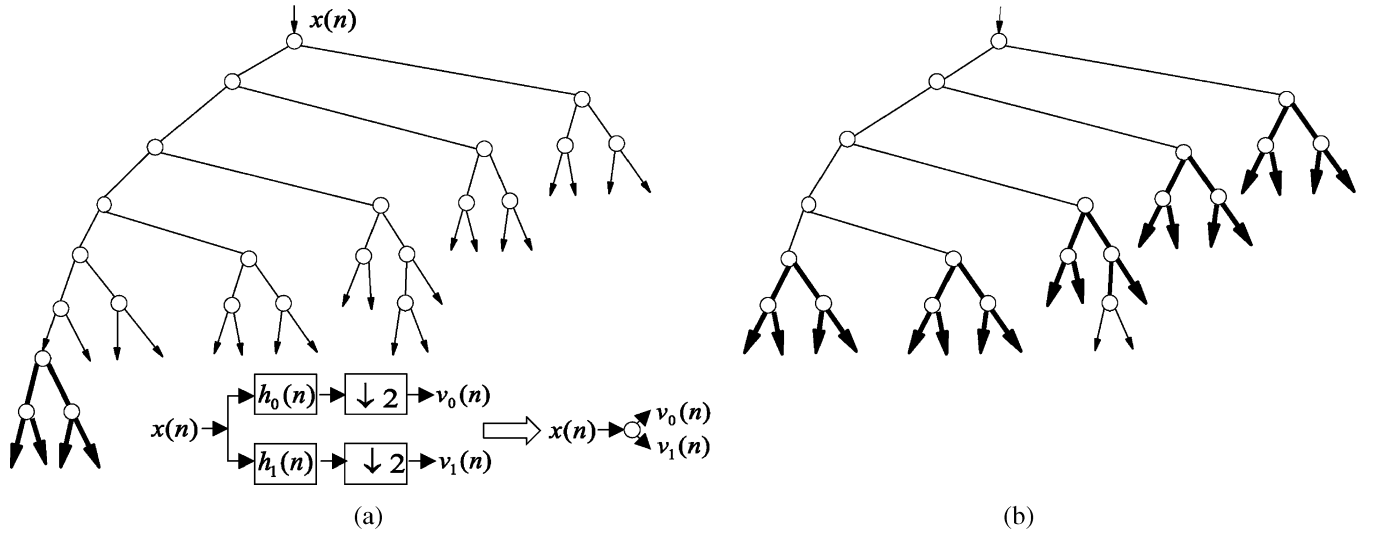 x(n)
h₀(n) ↓ 2 v₀(n)
x(n)
h₁(n) ↓ 2 v₁(n)
x(n) v₀(n)
v₁(n)
(a) (b)